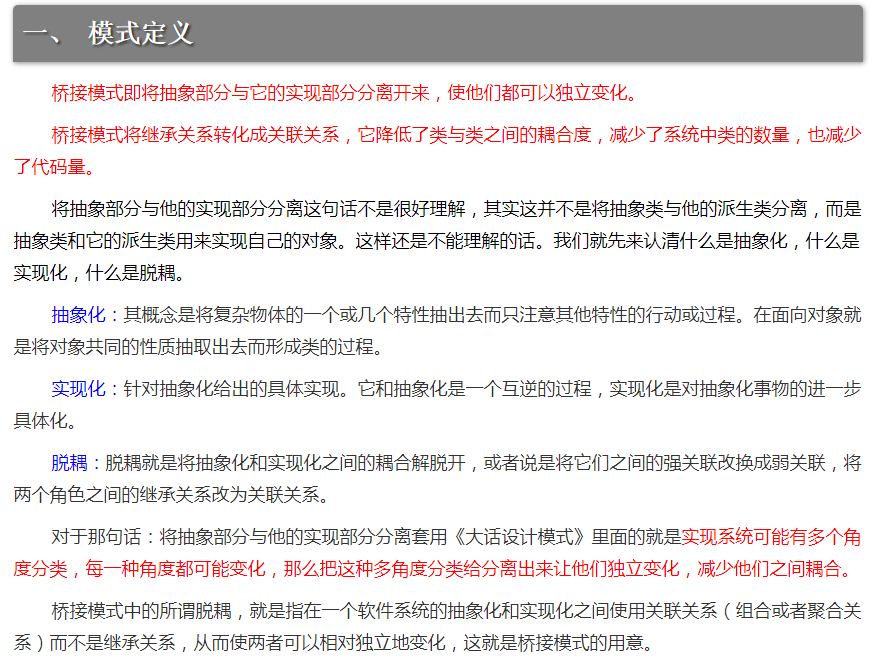 一、 模式定义
桥接模式即将抽象部分与它的实现部分分离开来，使他们都可以独立变化。
桥接模式将继承关系转化成关联关系，它降低了类与类之间的耦合度，减少了系统中类的数量，也减少
了代码量。
将抽象部分与他的实现部分分离这句话不是很好理解，其实这并不是将抽象类与他的派生类分离，而是
抽象类和它的派生类用来实现自己的对象。这样还是不能理解的话。我们就先来认清什么是抽象化，什么是
实现化，什么是脱耦。
抽象化：其概念是将复杂物体的一个或几个特性抽出去而只注意其他特性的行动或过程。在面向对象就
是将对象共同的性质抽取出去而形成类的过程。
实现化：针对抽象化给出的具体实现。它和抽象化是一个互逆的过程，实现化是对抽象化事物的进一步
具体化。
脱耦：脱耦就是将抽象化和实现化之间的耦合解脱开，或者说是将它们之间的强关联改换成弱关联，将
两个角色之间的继承关系改为关联关系。
对于那句话：将抽象部分与他的实现部分分离套用《大话设计模式》里面的就是实现系统可能有多个角
度分类，每一种角度都可能变化，那么把这种多角度分类给分离出来让他们独立变化，减少他们之间耦合。
桥接模式中的所谓脱耦，就是指在一个软件系统的抽象化和实现化之间使用关联关系（组合或者聚合关
系）而不是继承关系，从而使两者可以相对独立地变化，这就是桥接模式的用意。